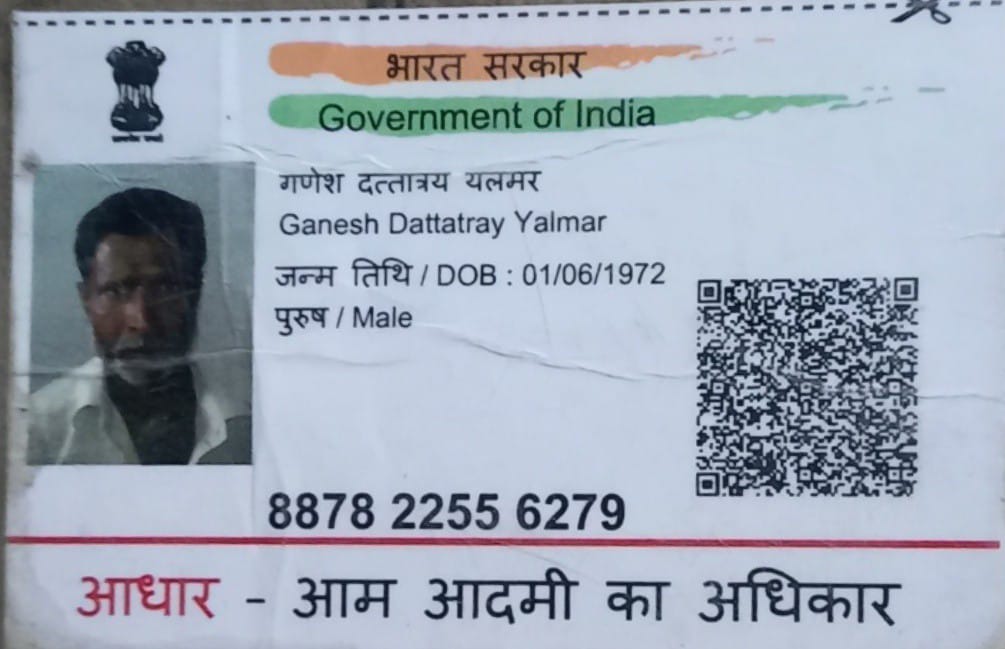 भारत सरकार
Government of India
गणेश दत्तात्रय यलमर
Ganesh Dattatray Yalmar
जन्म तिथि / DOB : 01/06/1972
पुरुष / Male
8878 2255 6279
आधार - आम आदमी का अधिकार